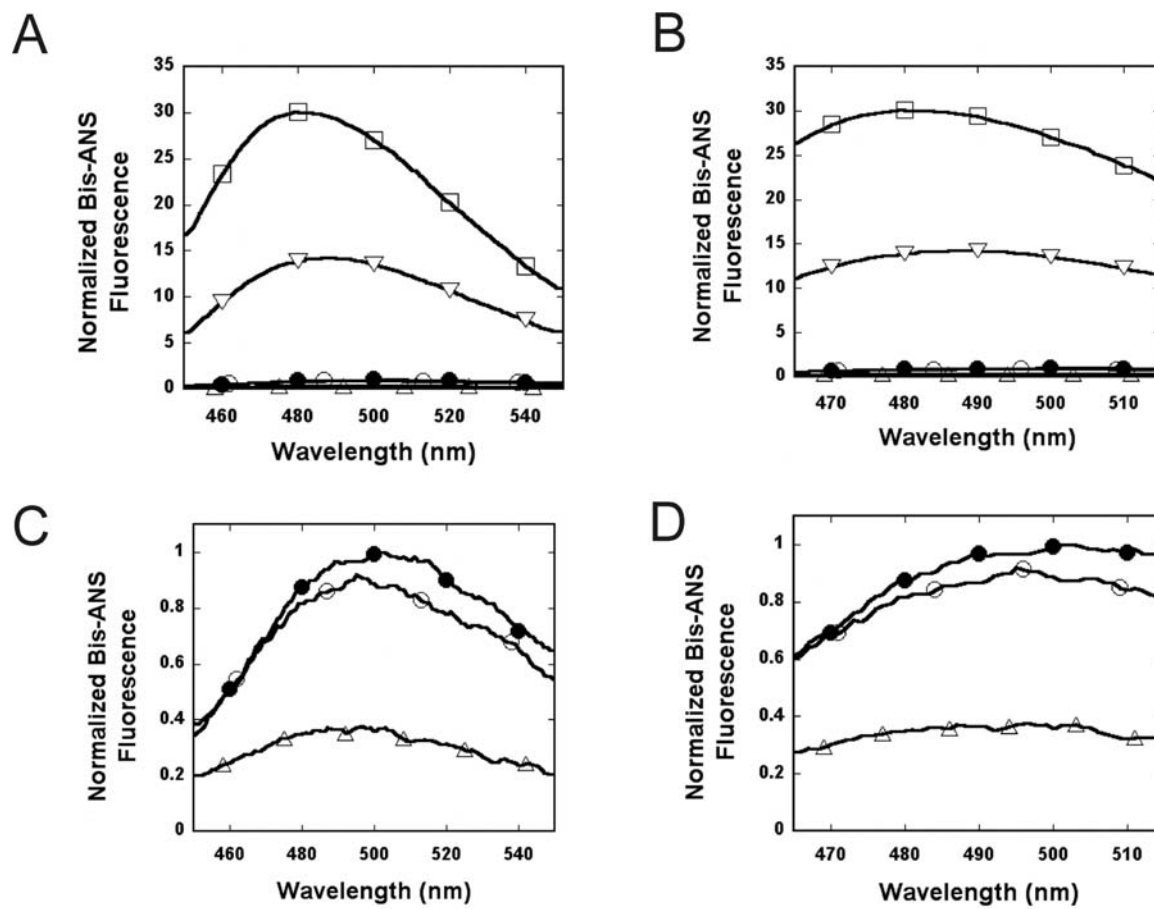 A
Normalized Bis-ANS
Fluorescence
35
30
25
20
15
10
5
0
460 480 500 520 540
Wavelength (nm)
B
Normalized Bis-ANS
Fluorescence
35
30
25
20
15
10
5
0
470 480 490 500 510
Wavelength (nm)
C
Normalized Bis-ANS
Fluorescence
1
0.8
0.6
0.4
0.2
0
460 480 500 520 540
Wavelength (nm)
D
Normalized Bis-ANS
Fluorescence
1
0.8
0.6
0.4
0.2
0
470 480 490 500 510
Wavelength (nm)